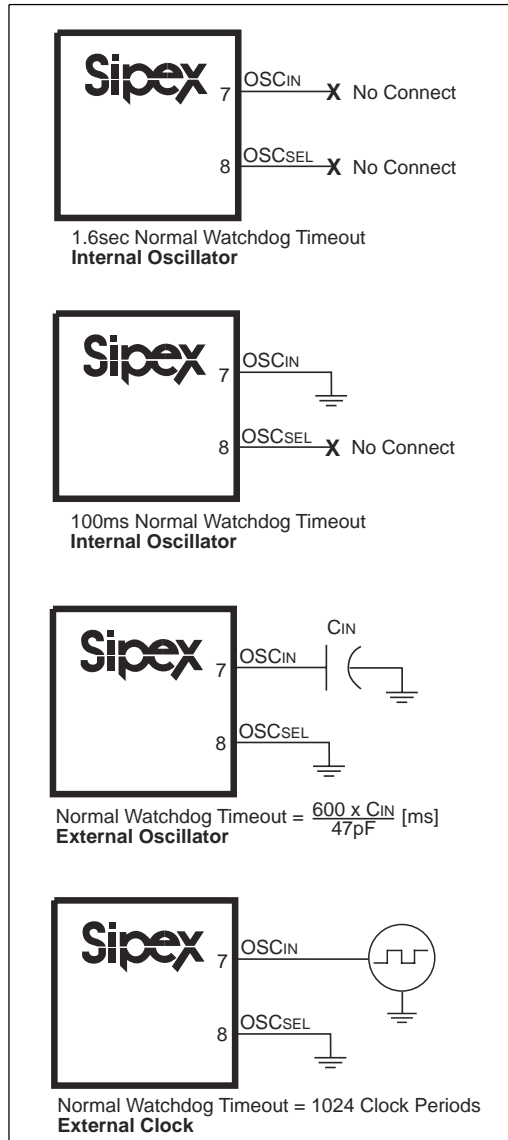 Sipex
7 OSCIN X No Connect
8 OSCSEL X No Connect
1.6sec Normal Watchdog Timeout
Internal Oscillator
Sipex
7 OSCIN
8 OSCSEL X No Connect
100ms Normal Watchdog Timeout
Internal Oscillator
CIN
Sipex
7 OSCIN
8 OSCSEL
Normal Watchdog Timeout = 600 x CIN / 47pF [ms]
External Oscillator
Sipex
7 OSCIN
8 OSCSEL
Normal Watchdog Timeout = 1024 Clock Periods
External Clock